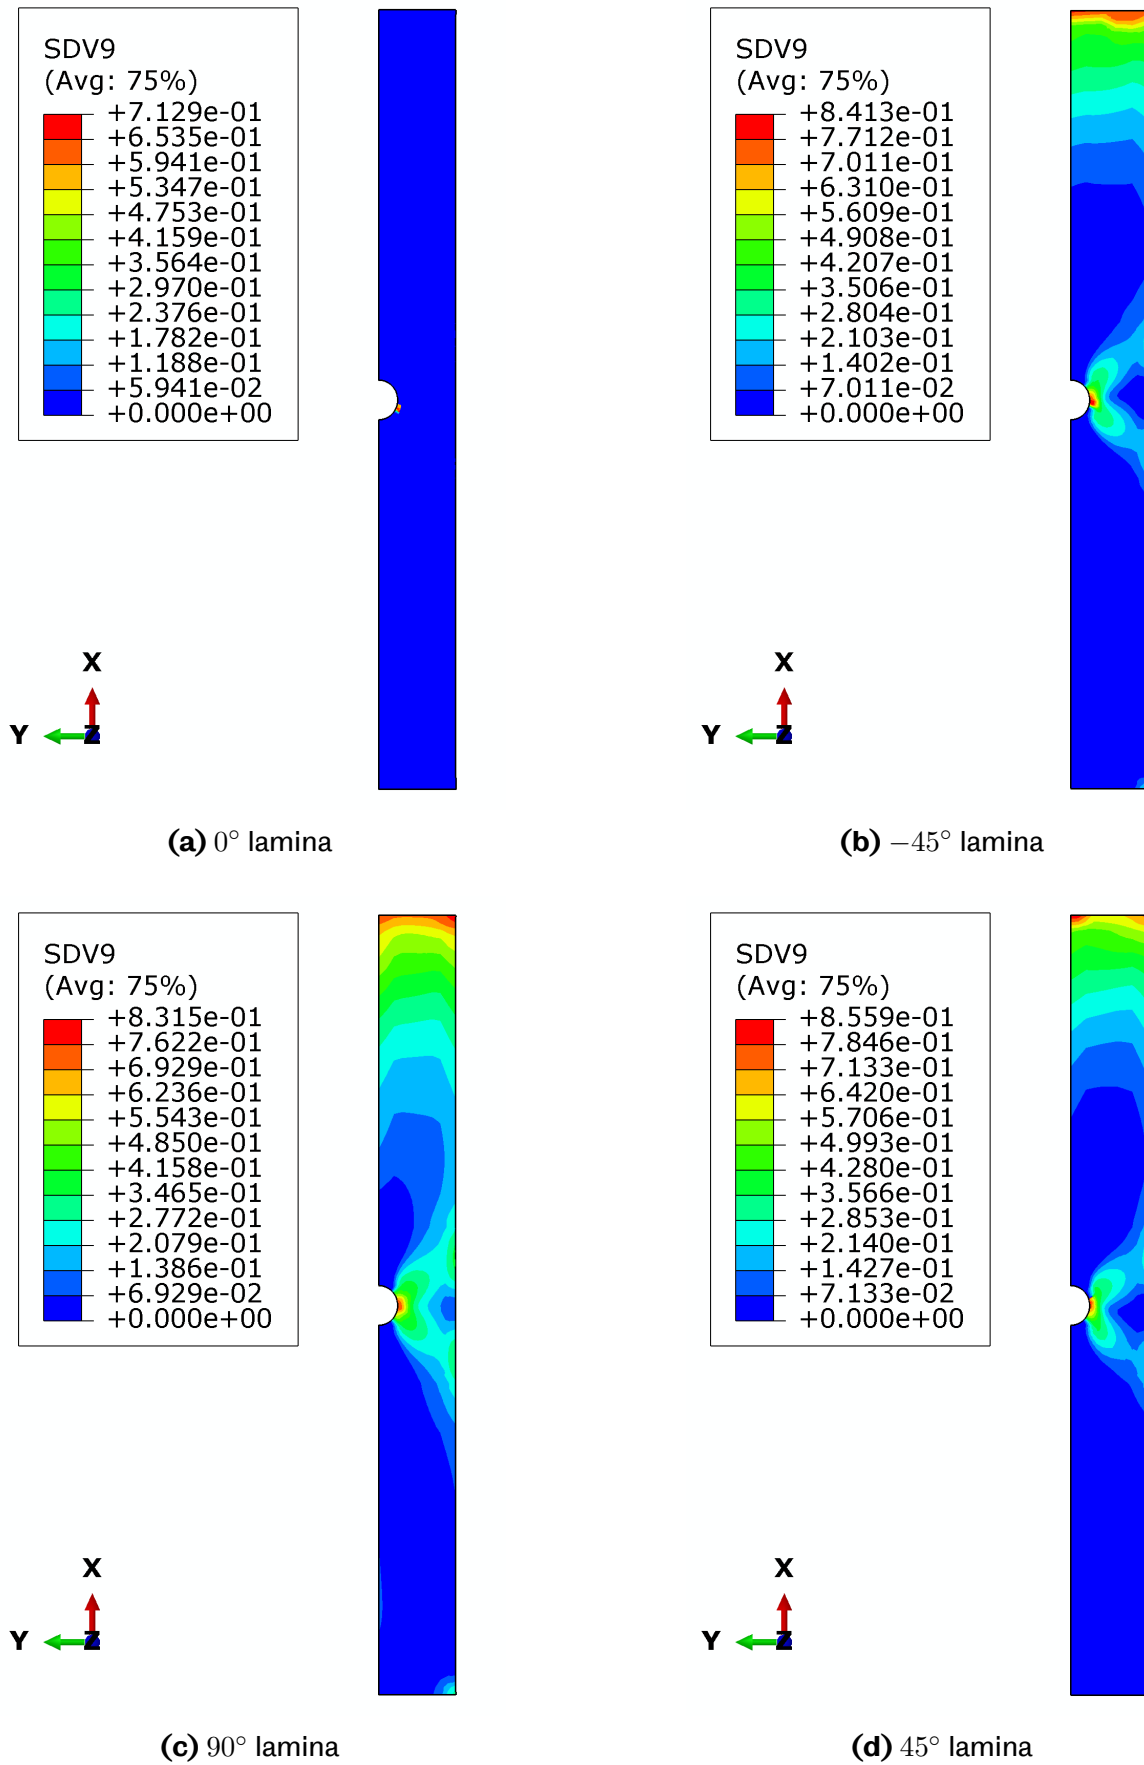 SDV9
(Avg: 75%)
+7.129e-01
+6.535e-01
+5.941e-01
+5.347e-01
+4.753e-01
+4.159e-01
+3.564e-01
+2.970e-01
+2.376e-01
+1.782e-01
+1.188e-01
+5.941e-02
+0.000e+00
X
Y
Z
(a) 0° lamina
SDV9
(Avg: 75%)
+8.413e-01
+7.712e-01
+7.011e-01
+6.310e-01
+5.609e-01
+4.908e-01
+4.207e-01
+3.506e-01
+2.804e-01
+2.103e-01
+1.402e-01
+7.011e-02
+0.000e+00
X
Y
Z
(b) −45° lamina
SDV9
(Avg: 75%)
+8.315e-01
+7.622e-01
+6.929e-01
+6.236e-01
+5.543e-01
+4.850e-01
+4.158e-01
+3.465e-01
+2.772e-01
+2.079e-01
+1.386e-01
+6.929e-02
+0.000e+00
X
Y
Z
(c) 90° lamina
SDV9
(Avg: 75%)
+8.559e-01
+7.846e-01
+7.133e-01
+6.420e-01
+5.706e-01
+4.993e-01
+4.280e-01
+3.566e-01
+2.853e-01
+2.140e-01
+1.427e-01
+7.133e-02
+0.000e+00
X
Y
Z
(d) 45° lamina